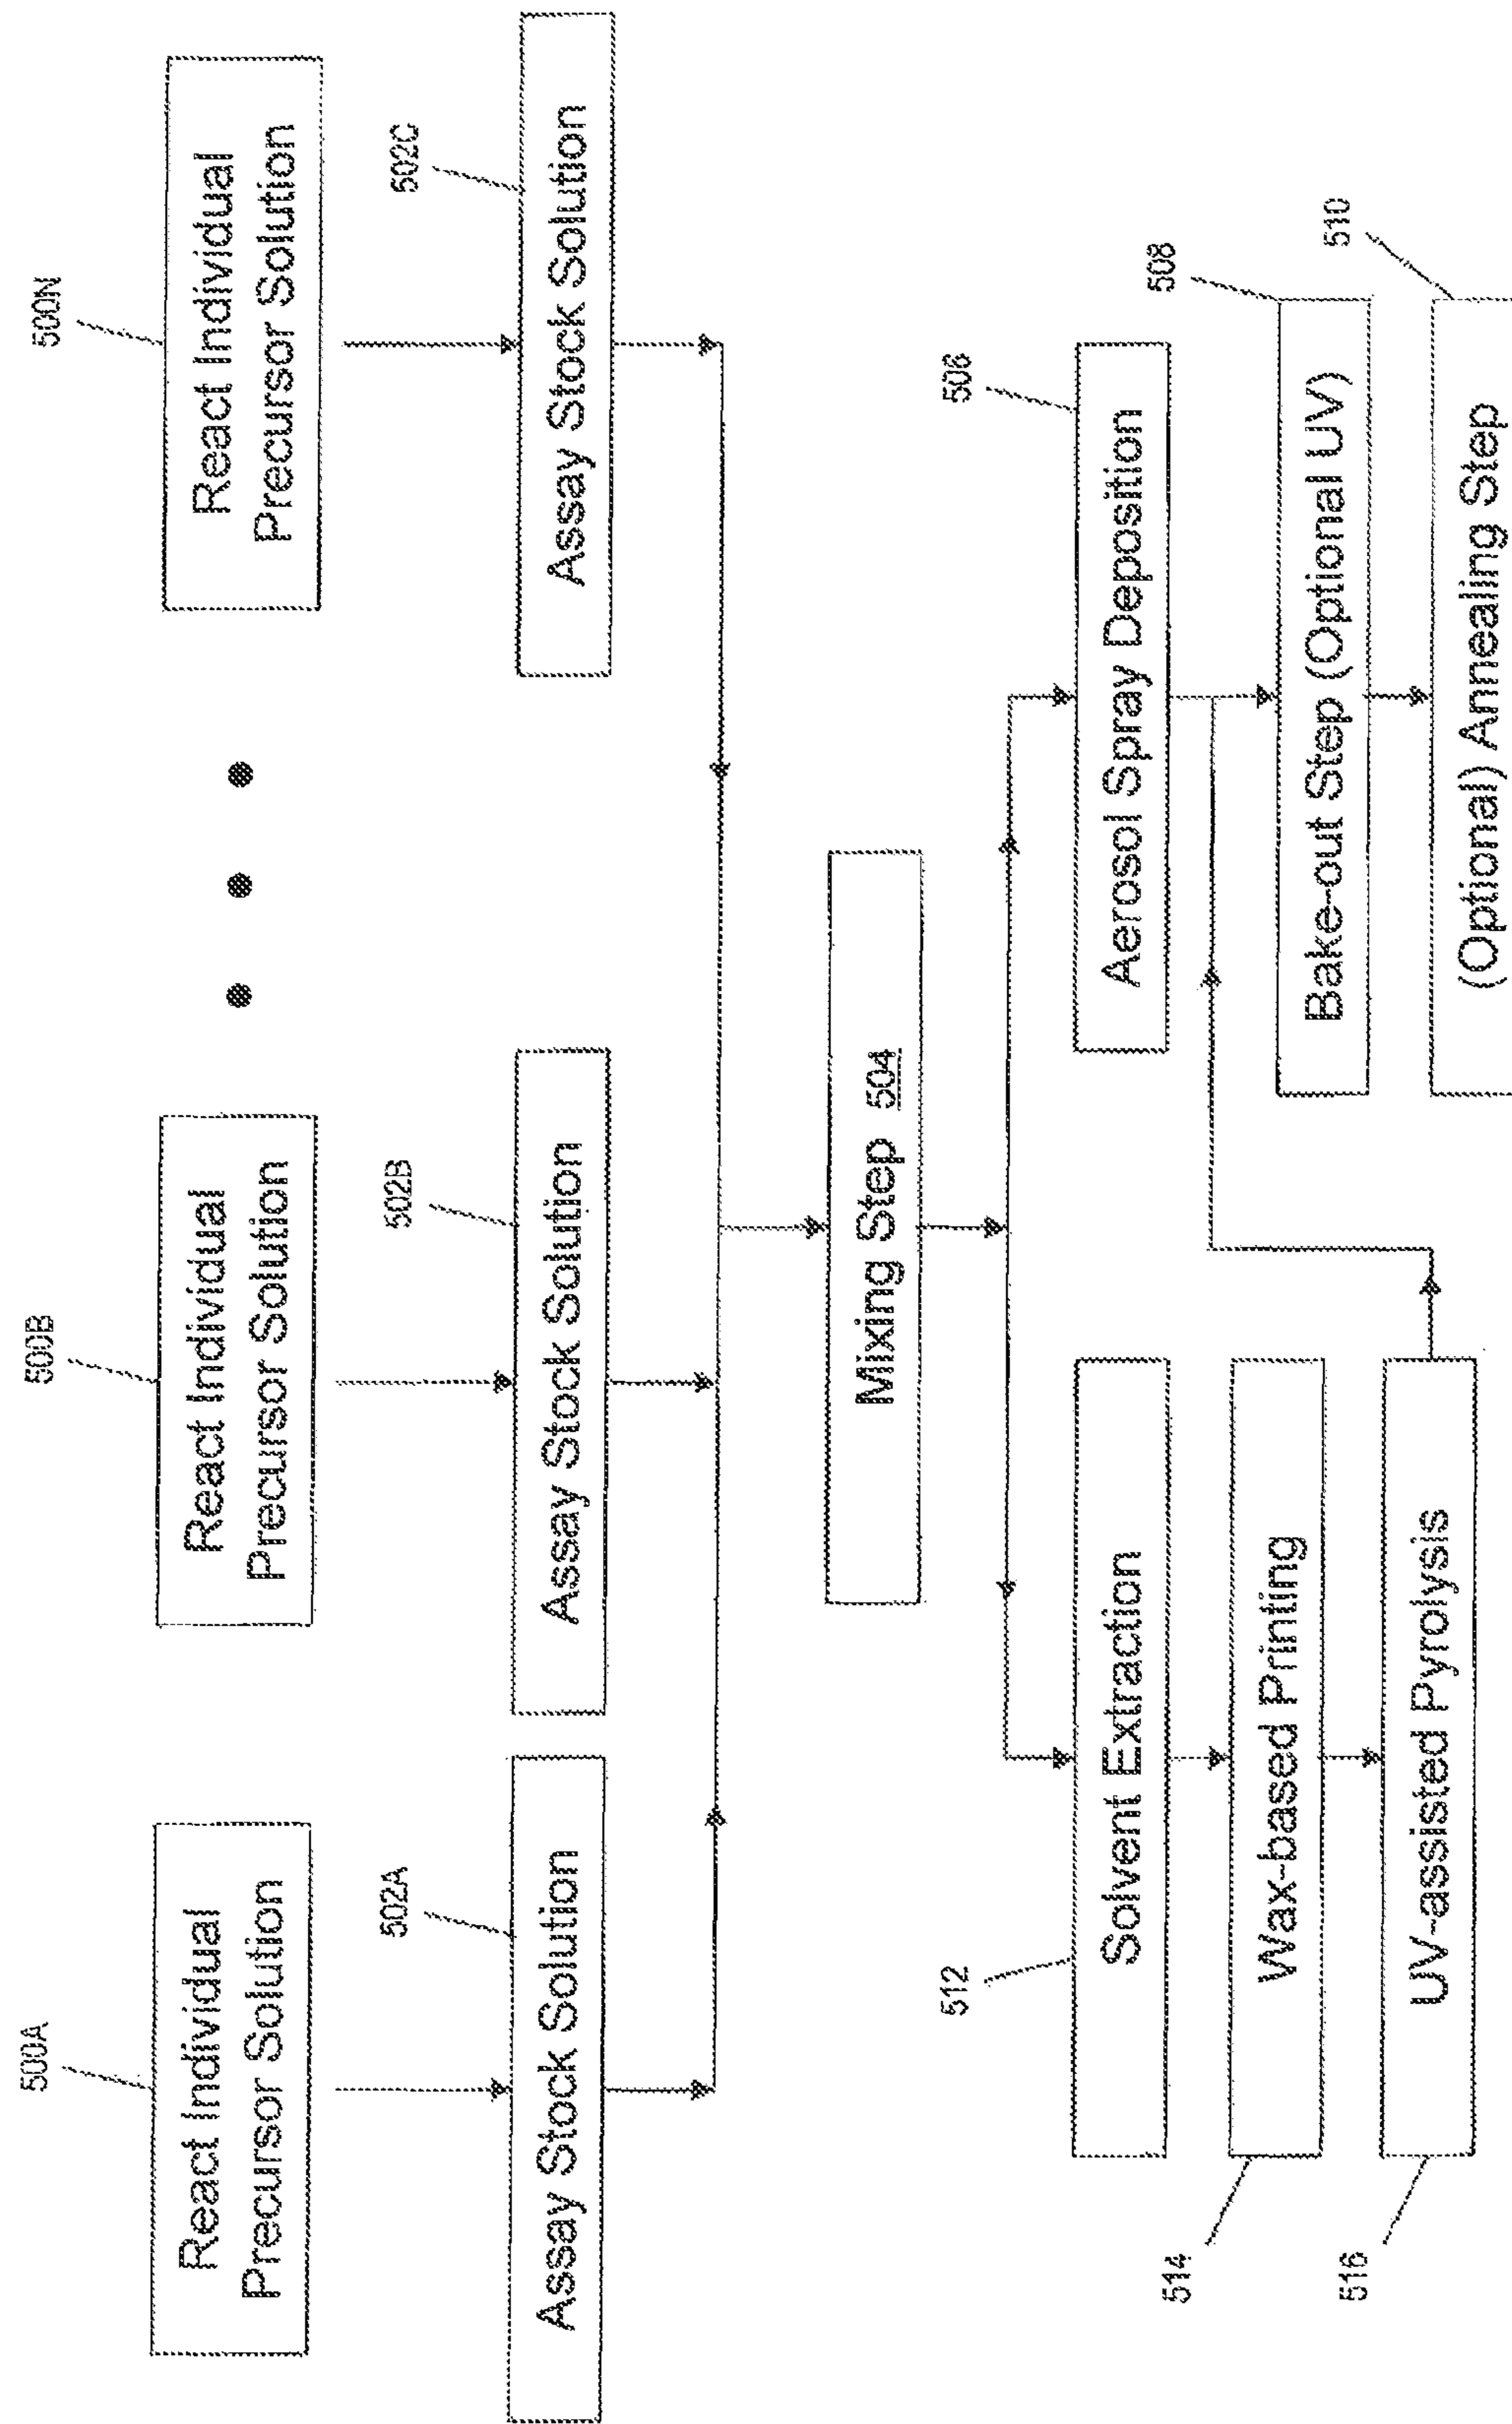 500A
500B
500N
React Individual
Precursor Solution
React Individual
Precursor Solution
React Individual
Precursor Solution
502A
502B
502C
Assay Stock Solution
Assay Stock Solution
Assay Stock Solution
Mixing Step 504
512
506
Solvent Extraction
Aerosol Spray Deposition
514
508
Wax-based Printing
Bake-out Step (Optional UV)
516
510
UV-assisted Pyrolysis
(Optional) Annealing Step